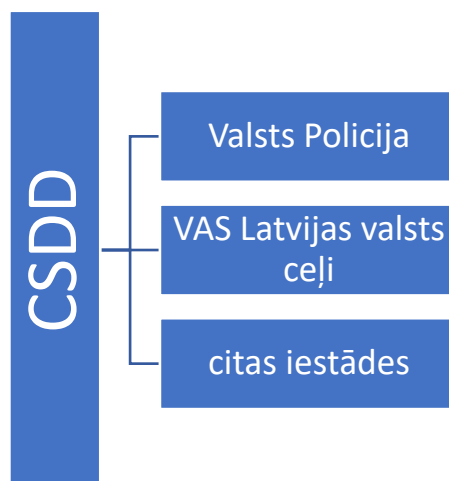 CSDD
Valsts Policija
VAS Latvijas valsts
ceļi
citas iestādes